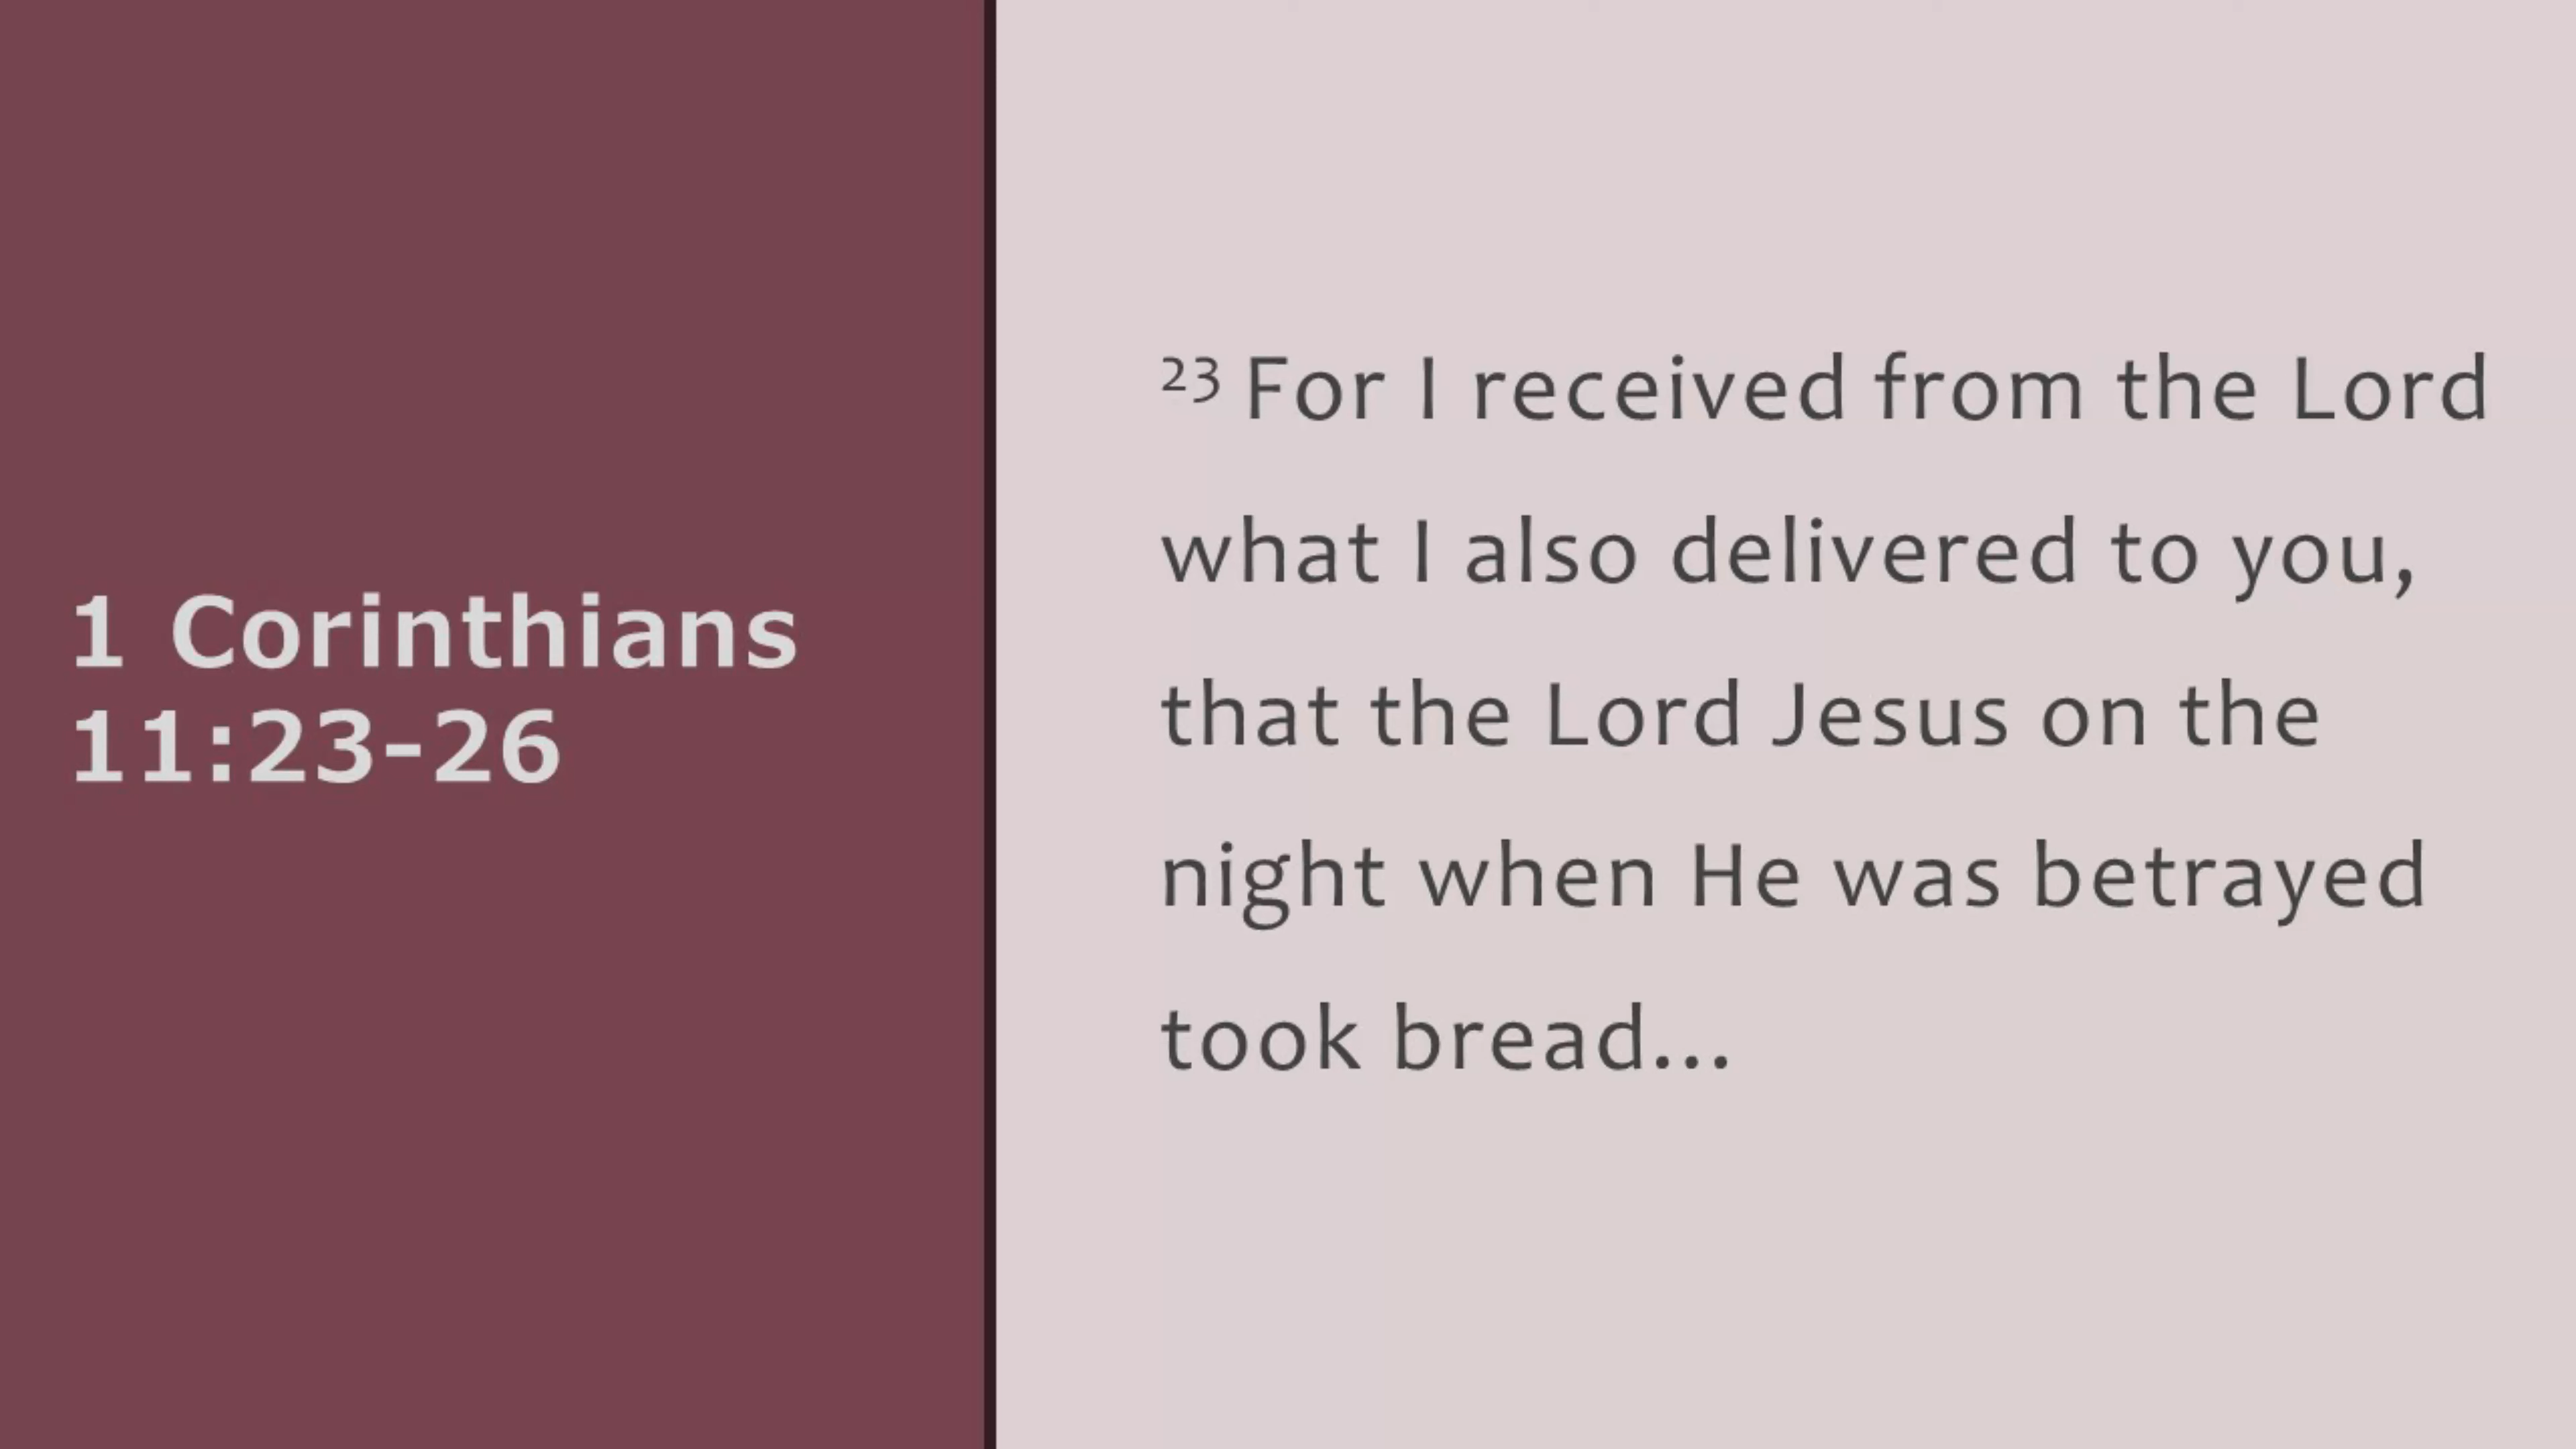 1 Corinthians
11:23-26
23 For I received from the Lord
what I also delivered to you,
that the Lord Jesus on the
night when He was betrayed
took bread...